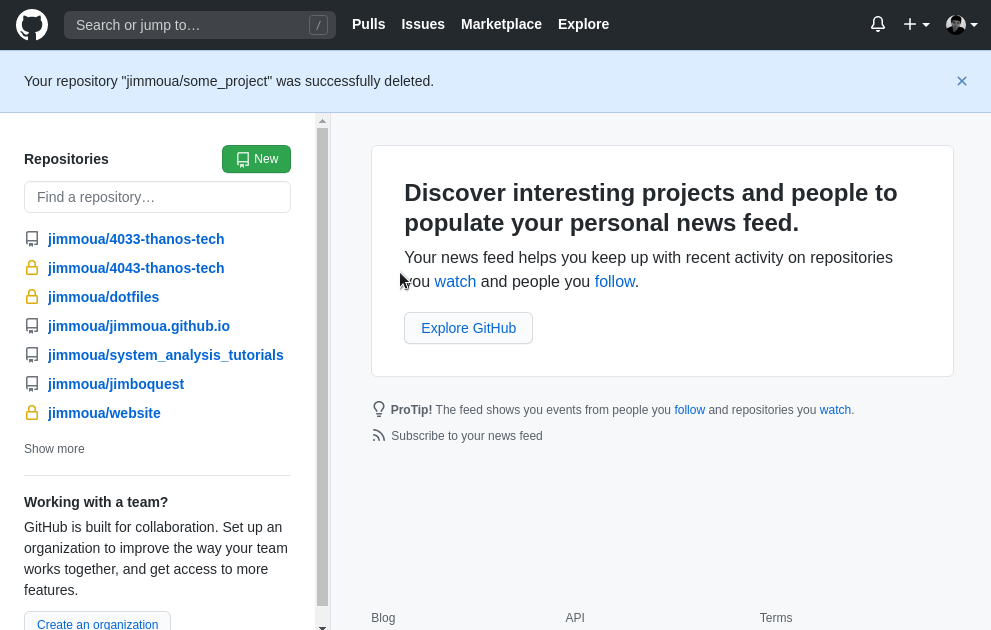 Search or jump to… /
Pulls Issues Marketplace Explore
Your repository "jimmoua/some_project" was successfully deleted.
Repositories
New
Find a repository…
jimmoua/4033-thanos-tech
jimmoua/4043-thanos-tech
jimmoua/dotfiles
jimmoua/jimmoua.github.io
jimmoua/system_analysis_tutorials
jimmoua/jimboquest
jimmoua/website
Show more
Working with a team?
GitHub is built for collaboration. Set up an
organization to improve the way your team
works together, and get access to more
features.
Create an organization
Discover interesting projects and people to
populate your personal news feed.
Your news feed helps you keep up with recent activity on repositories
you watch and people you follow.
Explore GitHub
ProTip! The feed shows you events from people you follow and repositories you watch.
Subscribe to your news feed
Blog API Terms